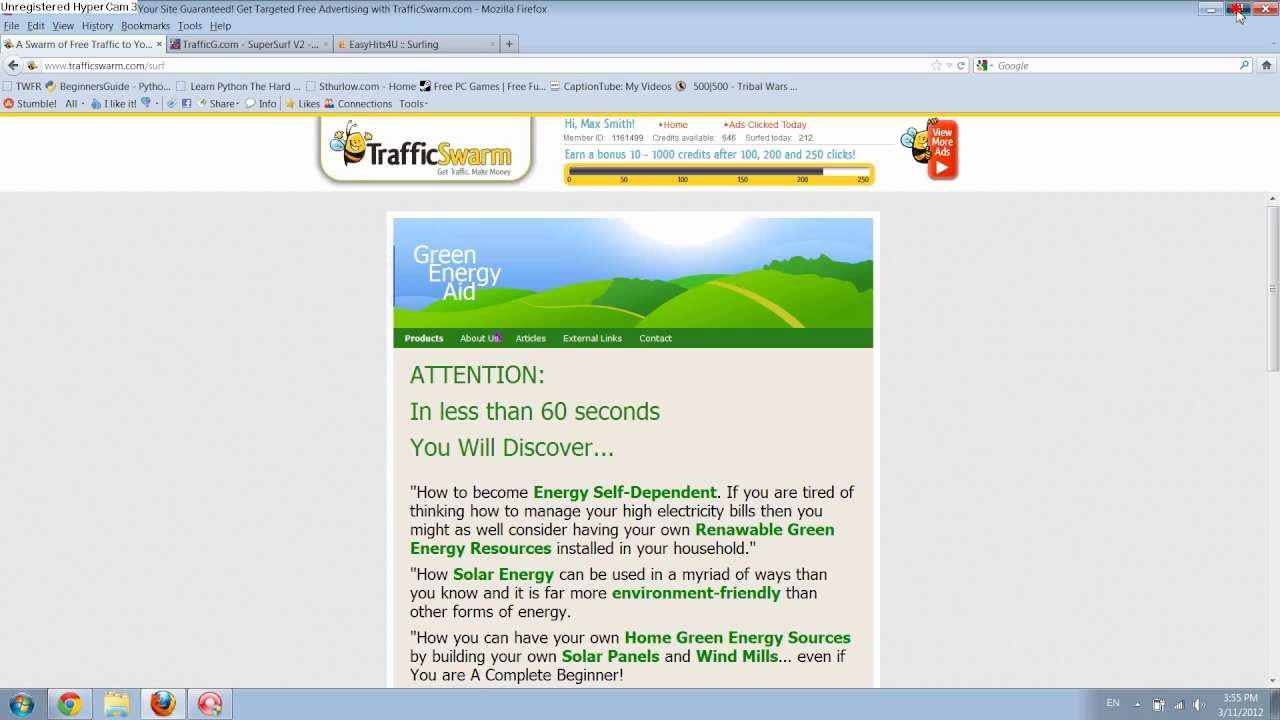 Unregistered HyperCam 3 Your Site Guaranteed! Get Targeted Free Advertising with TrafficSwarm.com - Mozilla Firefox
File Edit View History Bookmarks Tools Help
A Swarm of Free Traffic to Yo... TrafficG.com - SuperSurf V2 -... EasyHits4U :: Surfing
www.trafficswarm.com/surf Google
TWFR BeginnersGuide - Pytho... Learn Python The Hard ... Sthurlow.com - Home Free PC Games | Free Fu... CaptionTube: My Videos 500|500 - Tribal Wars ...
Stumble! All I like it! Share Info Likes Connections Tools
Hi, Max Smith! Home Ads Clicked Today
Member ID: 1161499 Credits available: 646 Surfed today: 212
Earn a bonus 10 - 1000 credits after 100, 200 and 250 clicks!
0 50 100 150 200 250
TrafficSwarm
Get Traffic. Make Money
View
More
Ads
Green
Energy
Aid
Products About Us Articles External Links Contact
ATTENTION:
In less than 60 seconds
You Will Discover...
"How to become Energy Self-Dependent. If you are tired of
thinking how to manage your high electricity bills then you
might as well consider having your own Renawable Green
Energy Resources installed in your household."
"How Solar Energy can be used in a myriad of ways than
you know and it is far more environment-friendly than
other forms of energy.
"How you can have your own Home Green Energy Sources
by building your own Solar Panels and Wind Mills... even if
You are A Complete Beginner!
EN 3:55 PM
3/11/2012